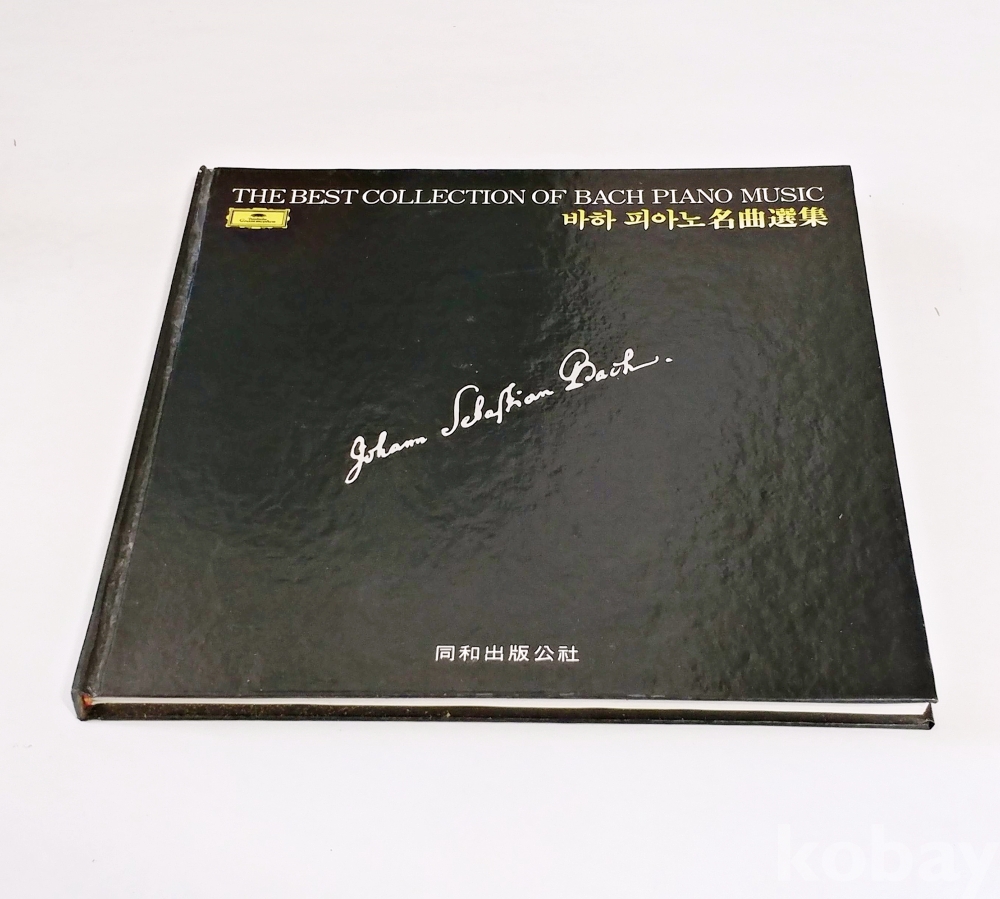 THE BEST COLLECTION OF BACH PIANO MUSIC
바하 피아노名曲選集
Johann Sebastian Bach.
同和出版公社
kobay